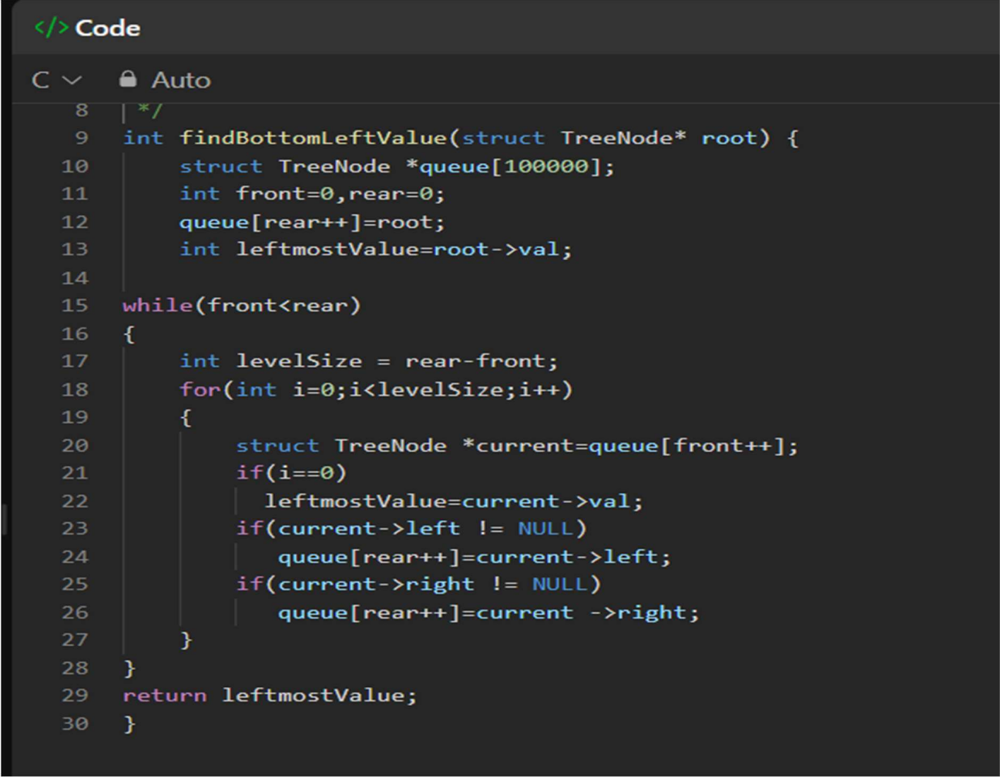 </> Code
C Auto
8 */
9 int findBottomLeftValue(struct TreeNode* root) {
10 struct TreeNode *queue[100000];
11 int front=0,rear=0;
12 queue[rear++]=root;
13 int leftmostValue=root->val;
14
15 while(front<rear)
16 {
17 int levelSize = rear-front;
18 for(int i=0;i<levelSize;i++)
19 {
20 struct TreeNode *current=queue[front++];
21 if(i==0)
22 leftmostValue=current->val;
23 if(current->left != NULL)
24 queue[rear++]=current->left;
25 if(current->right != NULL)
26 queue[rear++]=current ->right;
27 }
28 }
29 return leftmostValue;
30 }